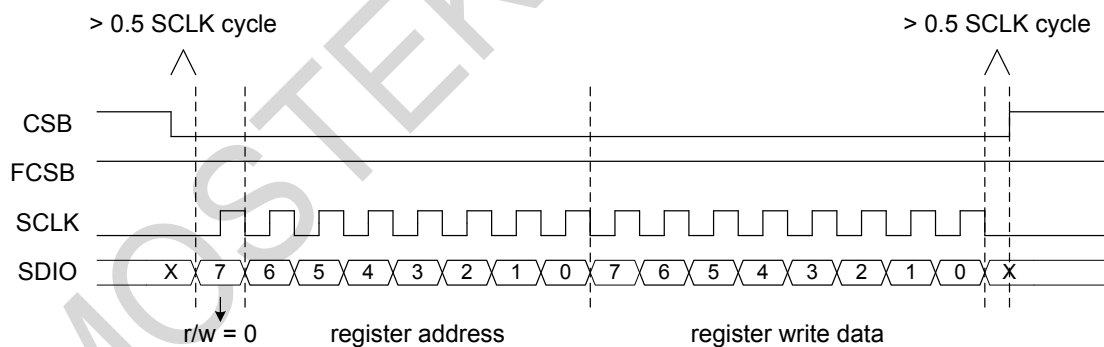 > 0.5 SCLK cycle > 0.5 SCLK cycle
CSB
FCSB
SCLK
SDIO X 7 6 5 4 3 2 1 0 7 6 5 4 3 2 1 0 X
r/w = 0 register address register write data
MOSTEK